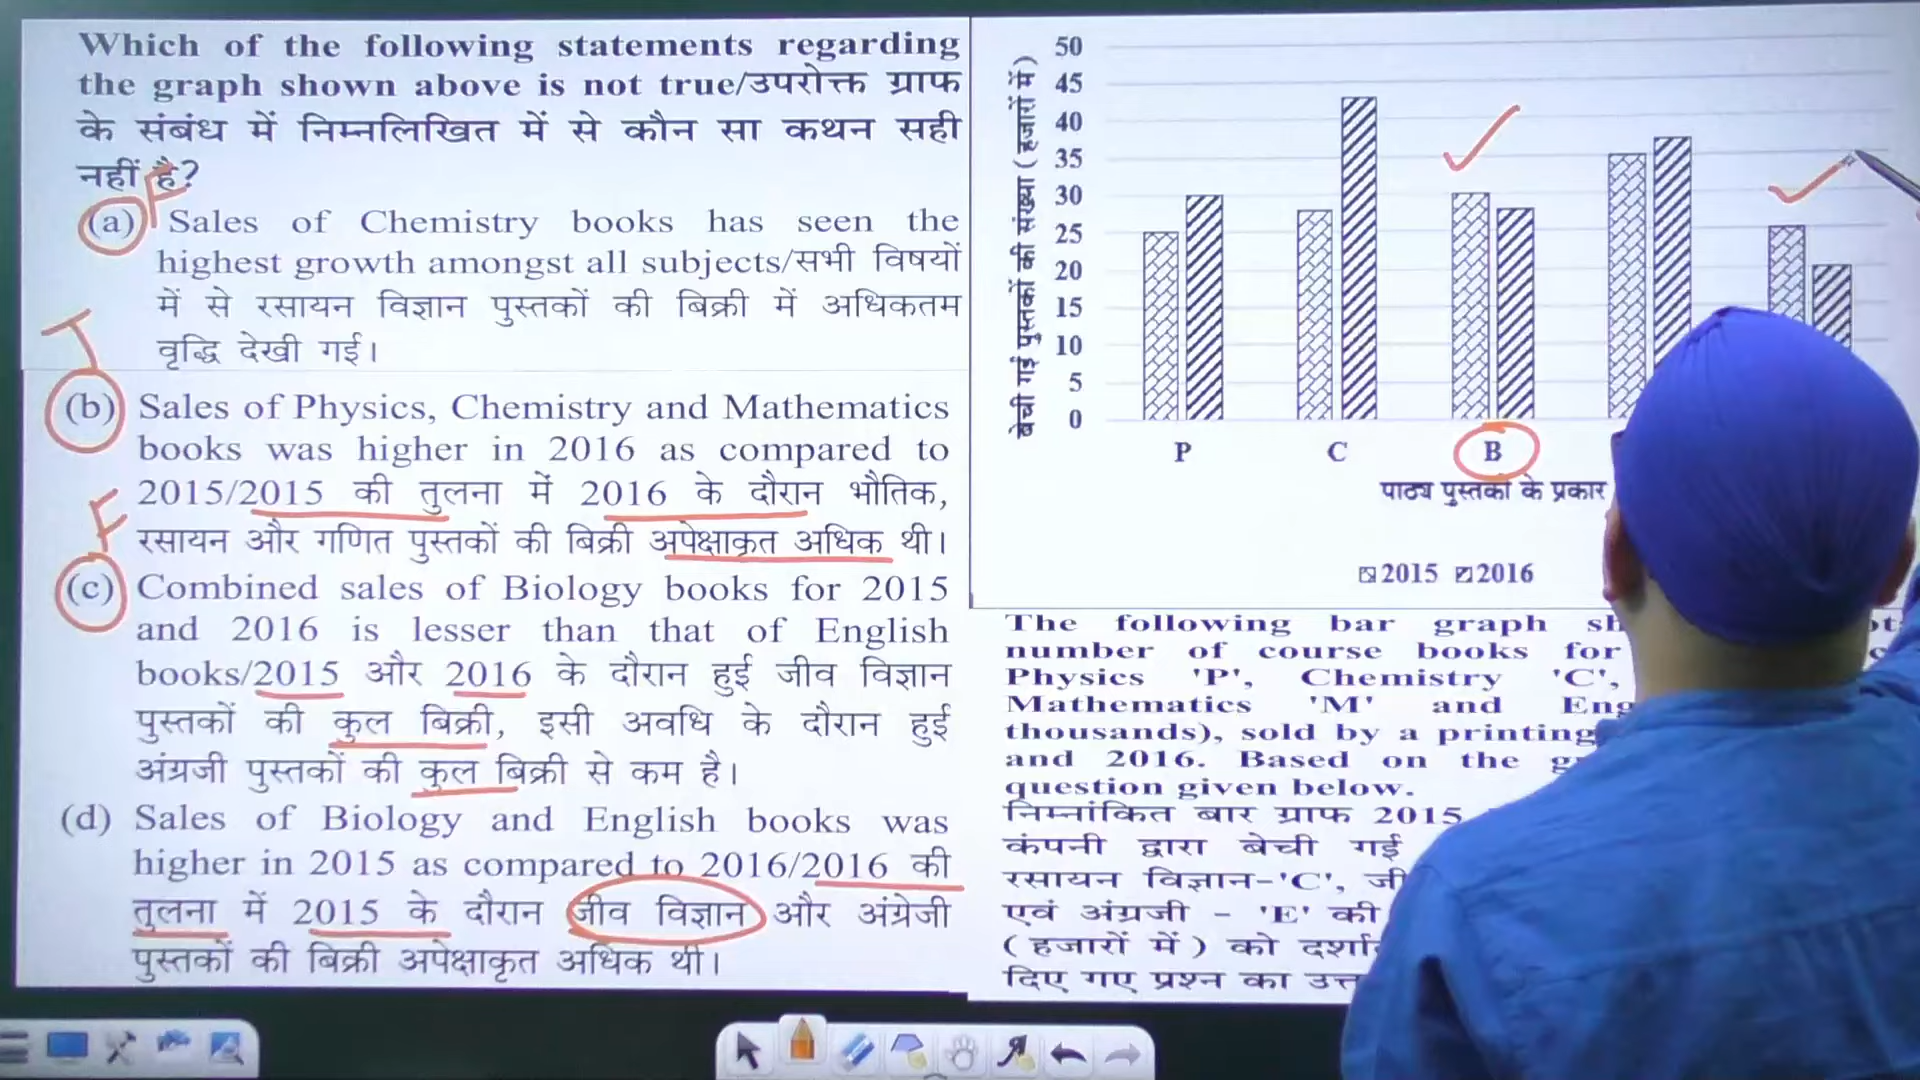 Which of the following statements regarding
the graph shown above is not true/उपरोक्त ग्राफ
के संबंध में निम्नलिखित में से कौन सा कथन सही
नहीं है?
(a) Sales of Chemistry books has seen the
highest growth amongst all subjects/सभी विषयों
में से रसायन विज्ञान पुस्तकों की बिक्री में अधिकतम
वृद्धि देखी गई।
(b) Sales of Physics, Chemistry and Mathematics
books was higher in 2016 as compared to
2015/2015 की तुलना में 2016 के दौरान भौतिक,
रसायन और गणित पुस्तकों की बिक्री अपेक्षाकृत अधिक थी।
(c) Combined sales of Biology books for 2015
and 2016 is lesser than that of English
books/2015 और 2016 के दौरान हुई जीव विज्ञान
पुस्तकों की कुल बिक्री, इसी अवधि के दौरान हुई
अंग्रजी पुस्तकों की कुल बिक्री से कम है।
(d) Sales of Biology and English books was
higher in 2015 as compared to 2016/2016 की
तुलना में 2015 के दौरान जीव विज्ञान और अंग्रेजी
पुस्तकों की बिक्री अपेक्षाकृत अधिक थी।
F
T
F
बेची गई पुस्तकों की संख्या (हजारों में)
50
45
40
35
30
25
20
15
10
5
0
P C B
पाठ्य पुस्तकों के प्रकार
2015 2016
The following bar graph
number of course books for
Physics 'P', Chemistry 'C',
Mathematics 'M' and
thousands), sold by a printing
and 2016. Based on the
question given below.
निम्नांकित बार ग्राफ 2015
कंपनी द्वारा बेची गई
रसायन विज्ञान-'C',
एवं अंग्रजी - 'E' की
(हजारों में) को
दिए गए प्रश्न का